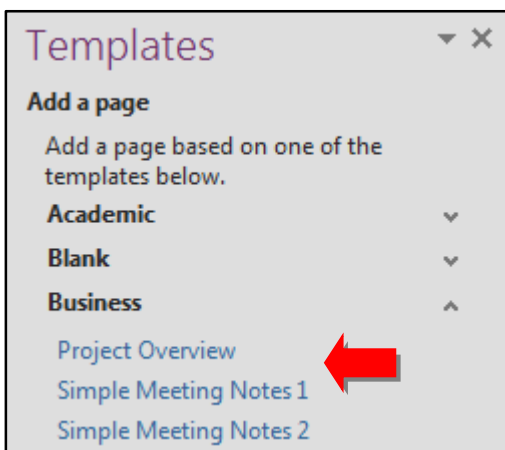 Templates
Add a page
Add a page based on one of the
templates below.
Academic
Blank
Business
Project Overview
Simple Meeting Notes 1
Simple Meeting Notes 2